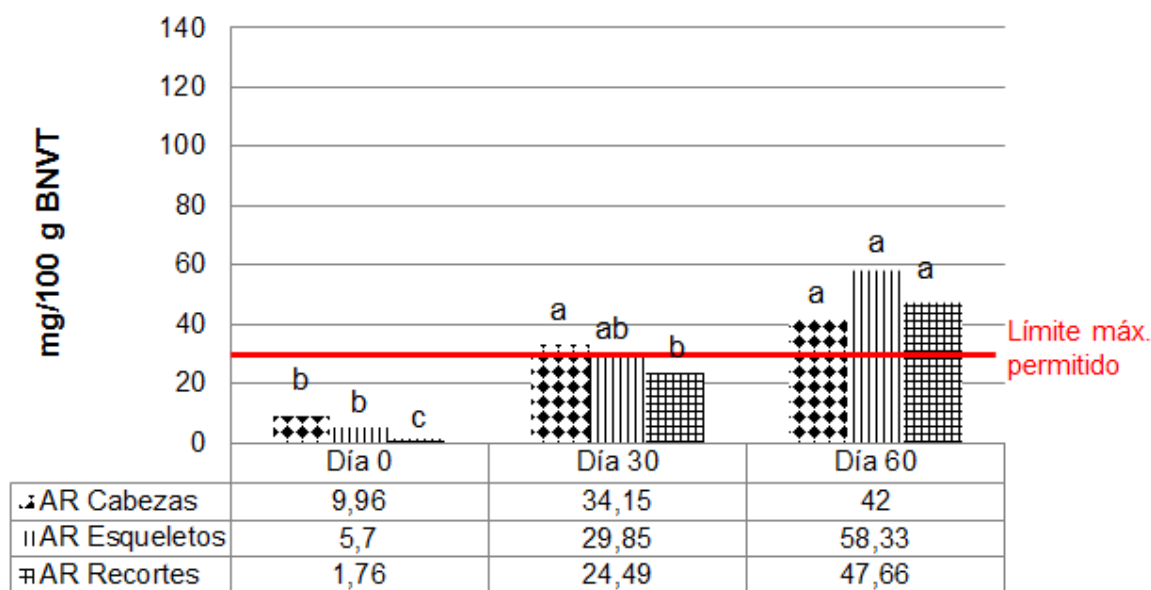 140
120
100
80
60
40
20
0
mg/100 g BNVT
b
b
c
a
ab
b
a
a
a
Límite máx.
permitido
Día 0 Día 30 Día 60
AR Cabezas 9,96 34,15 42
AR Esqueletos 5,7 29,85 58,33
AR Recortes 1,76 24,49 47,66